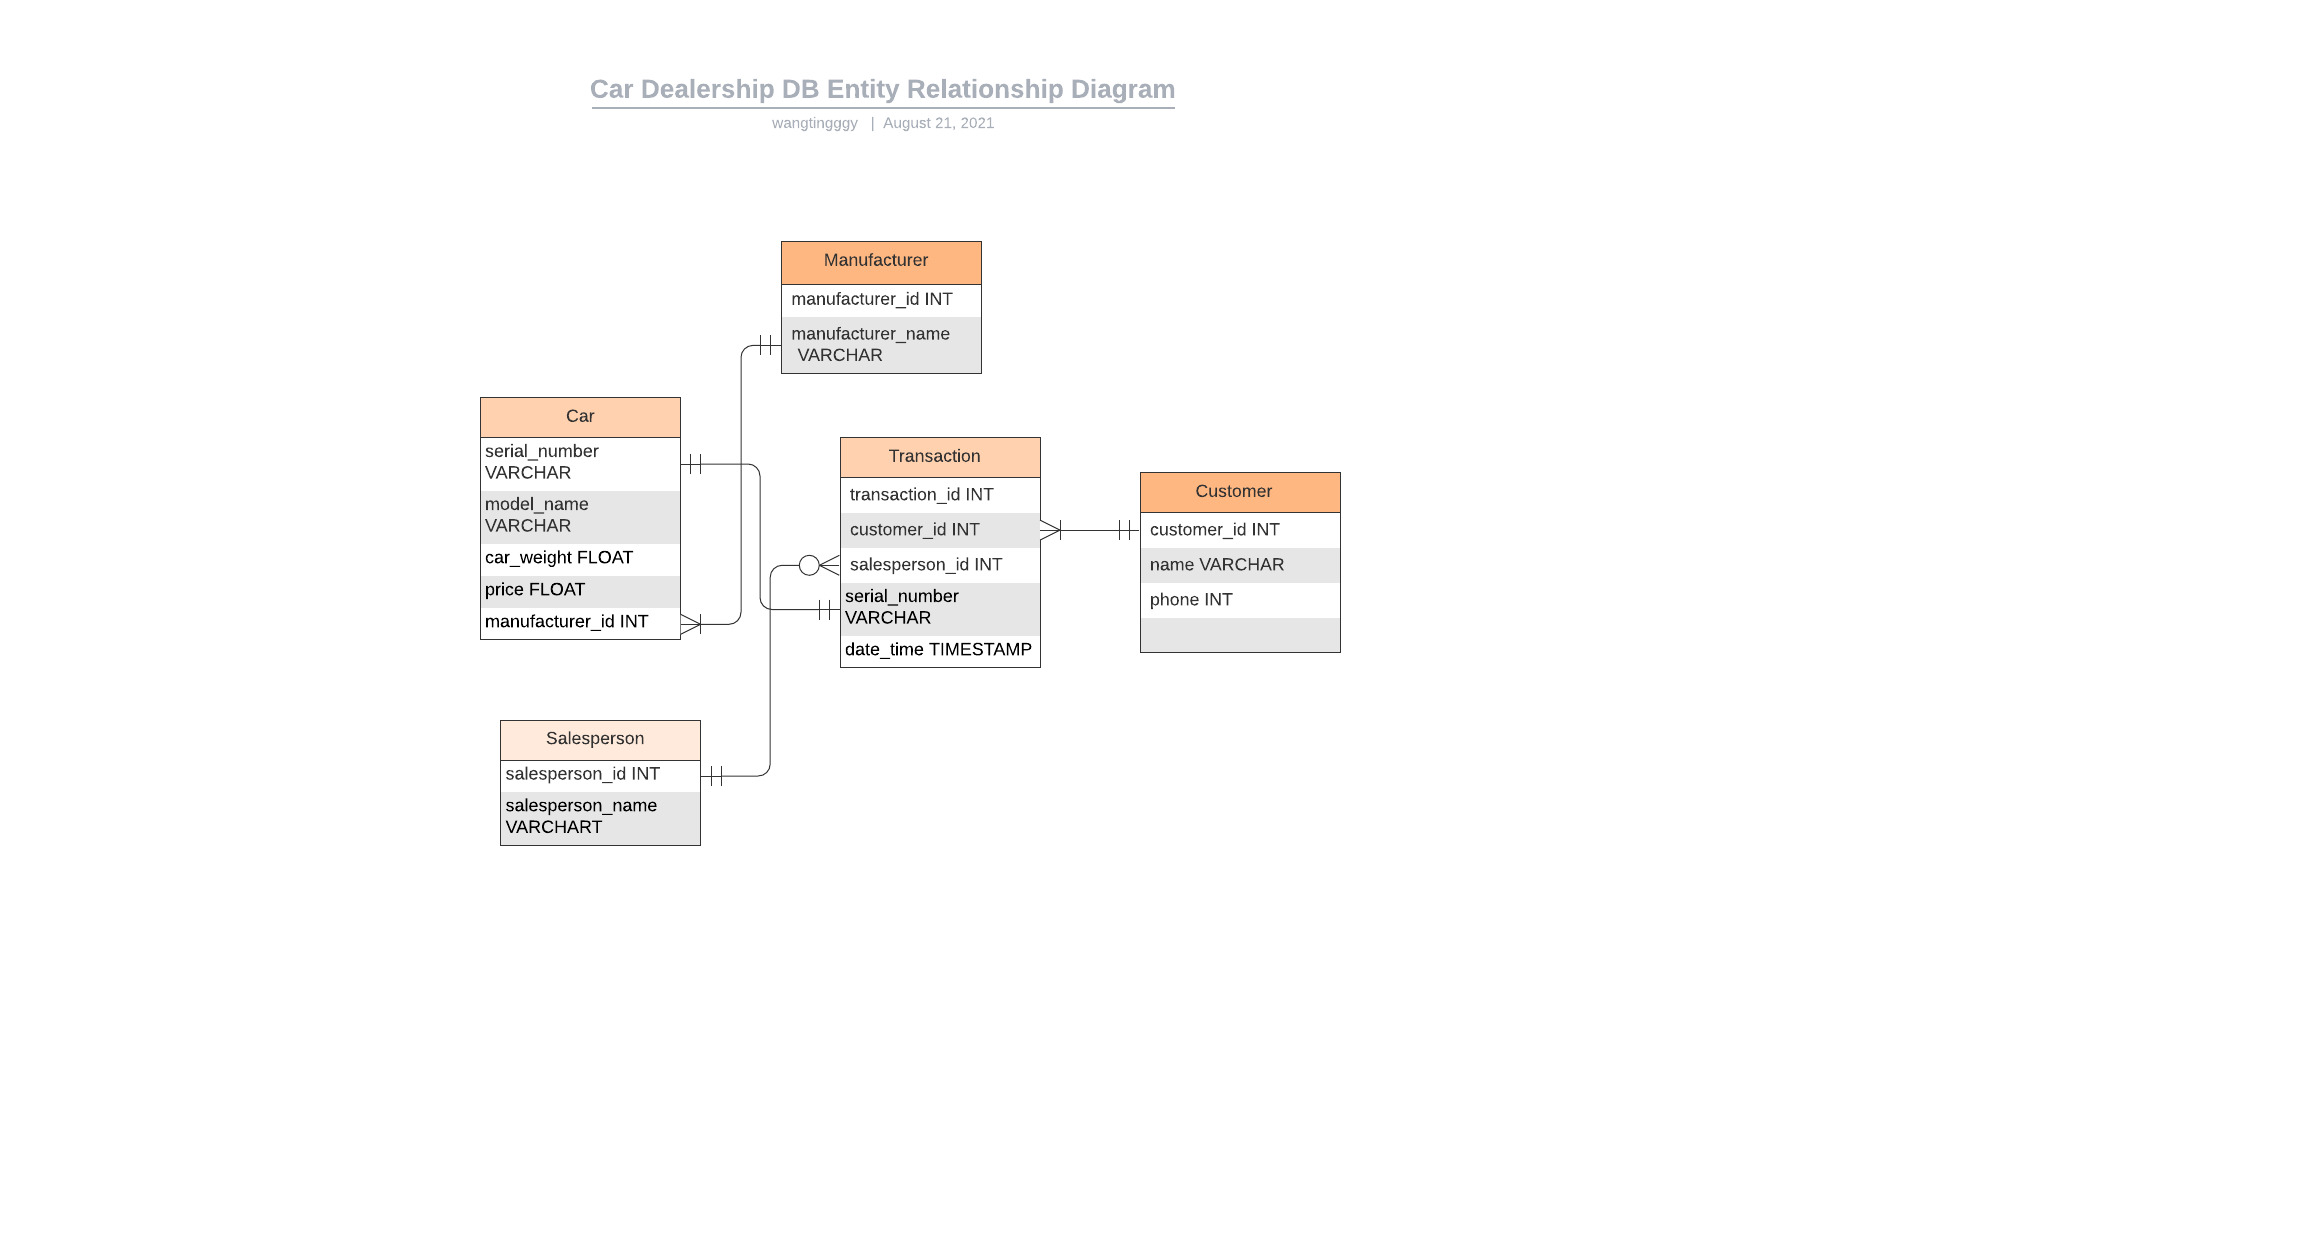 Car Dealership DB Entity Relationship Diagram
wangtingggy | August 21, 2021
Manufacturer
manufacturer_id INT
manufacturer_name
VARCHAR
Car
serial_number
VARCHAR
model_name
VARCHAR
car_weight FLOAT
price FLOAT
manufacturer_id INT
Transaction
transaction_id INT
customer_id INT
salesperson_id INT
serial_number
VARCHAR
date_time TIMESTAMP
Customer
customer_id INT
name VARCHAR
phone INT
Salesperson
salesperson_id INT
salesperson_name
VARCHART